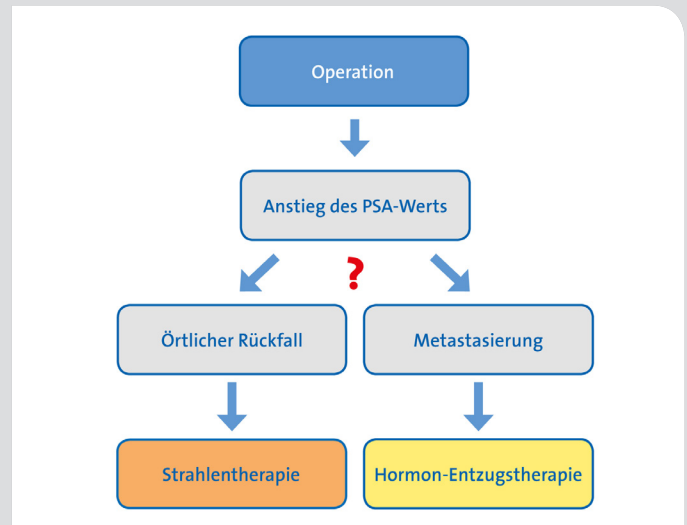 Operation
Anstieg des PSA-Werts
?
Örtlicher Rückfall
Metastasierung
Strahlentherapie
Hormon-Entzugstherapie